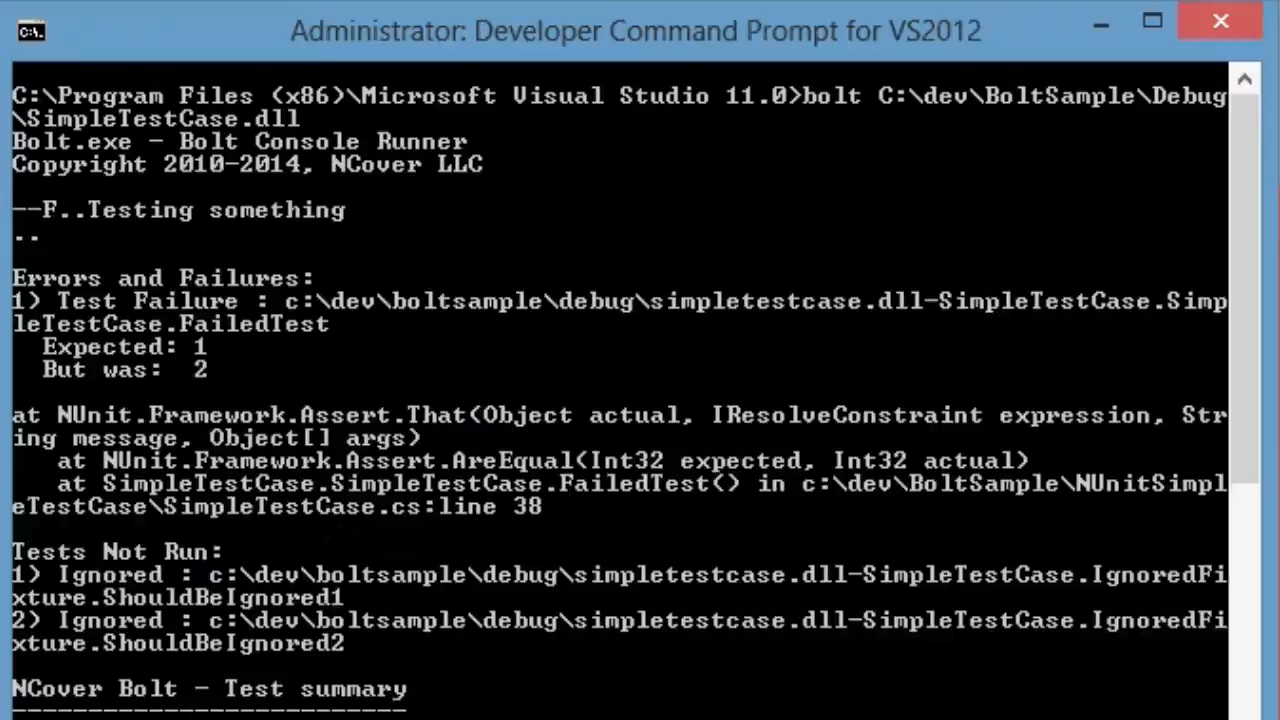 C:\.
Administrator: Developer Command Prompt for VS2012
C:\Program Files (x86)\Microsoft Visual Studio 11.0>bolt C:\dev\BoltSample\Debug
\SimpleTestCase.dll
Bolt.exe - Bolt Console Runner
Copyright 2010-2014, NCover LLC
--F..Testing something
..
Errors and Failures:
1) Test Failure : c:\dev\boltsample\debug\simpletestcase.dll-SimpleTestCase.Simp
leTestCase.FailedTest
  Expected: 1
  But was:  2
at NUnit.Framework.Assert.That(Object actual, IResolveConstraint expression, Str
ing message, Object[] args)
   at NUnit.Framework.Assert.AreEqual(Int32 expected, Int32 actual)
   at SimpleTestCase.SimpleTestCase.FailedTest() in c:\dev\BoltSample\NUnitSimpl
eTestCase\SimpleTestCase.cs:line 38
Tests Not Run:
1) Ignored : c:\dev\boltsample\debug\simpletestcase.dll-SimpleTestCase.IgnoredFi
xture.ShouldBeIgnored1
2) Ignored : c:\dev\boltsample\debug\simpletestcase.dll-SimpleTestCase.IgnoredFi
xture.ShouldBeIgnored2
NCover Bolt - Test summary
--------------------------